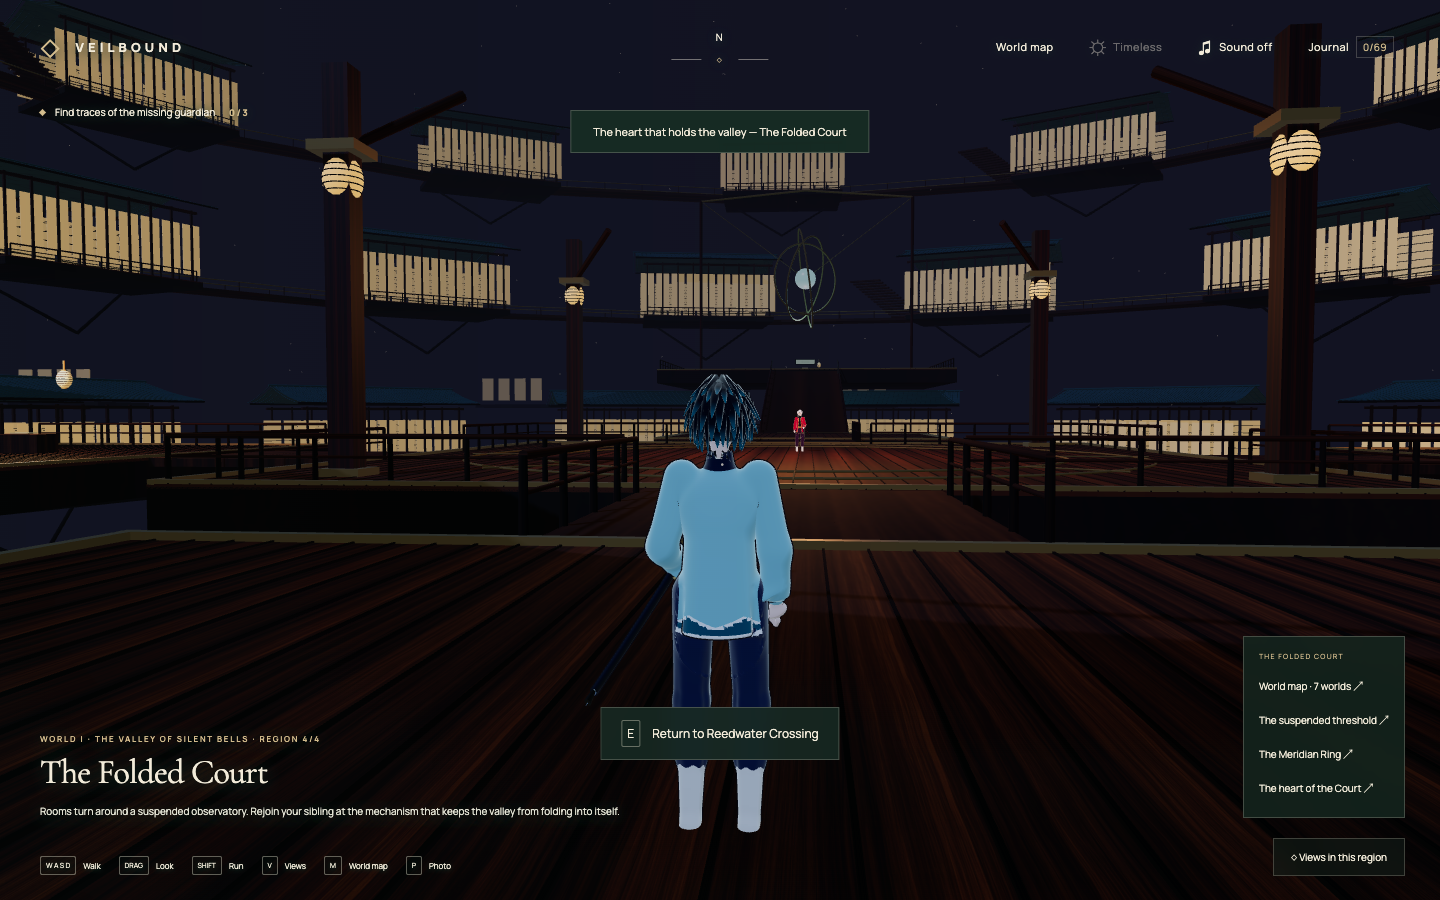 VEILBOUND
N
World map
Timeless
Sound off
Journal 0/69
Find traces of the missing guardian 0/3
The heart that holds the valley — The Folded Court
E Return to Reedwater Crossing
THE FOLDED COURT
World map · 7 worlds ↗
The suspended threshold ↗
The Meridian Ring ↗
The heart of the Court ↗
WORLD I · THE VALLEY OF SILENT BELLS · REGION 4/4
The Folded Court
Rooms turn around a suspended observatory. Rejoin your sibling at the mechanism that keeps the valley from folding into itself.
WASD Walk DRAG Look SHIFT Run V Views M World map P Photo
◇ Views in this region